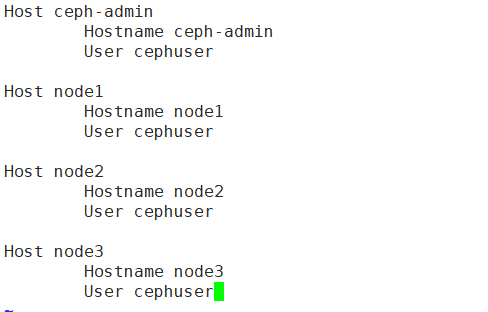 Host ceph-admin
        Hostname ceph-admin
        User cephuser

Host node1
        Hostname node1
        User cephuser

Host node2
        Hostname node2
        User cephuser

Host node3
        Hostname node3
        User cephuser
~